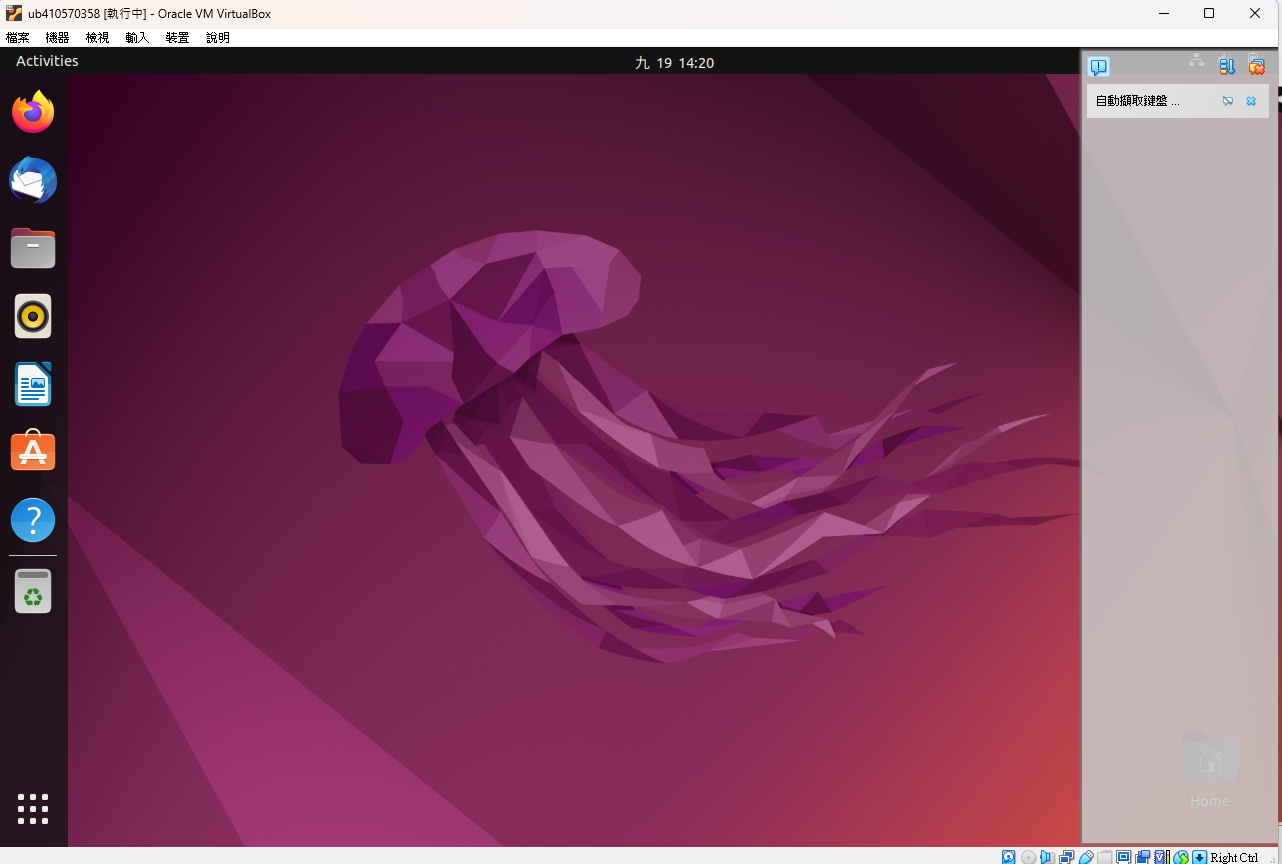 ub410570358 [執行中] - Oracle VM VirtualBox
檔案 機器 檢視 輸入 裝置 說明
Activities
九 19 14:20
自動擷取鍵盤 ...
Home
Right Ctrl